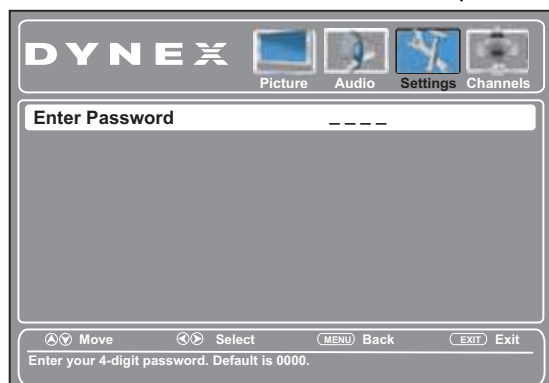 DYNEX
Picture Audio Settings Channels
Enter Password _ _ _ _
Move Select MENU Back EXIT Exit
Enter your 4-digit password. Default is 0000.